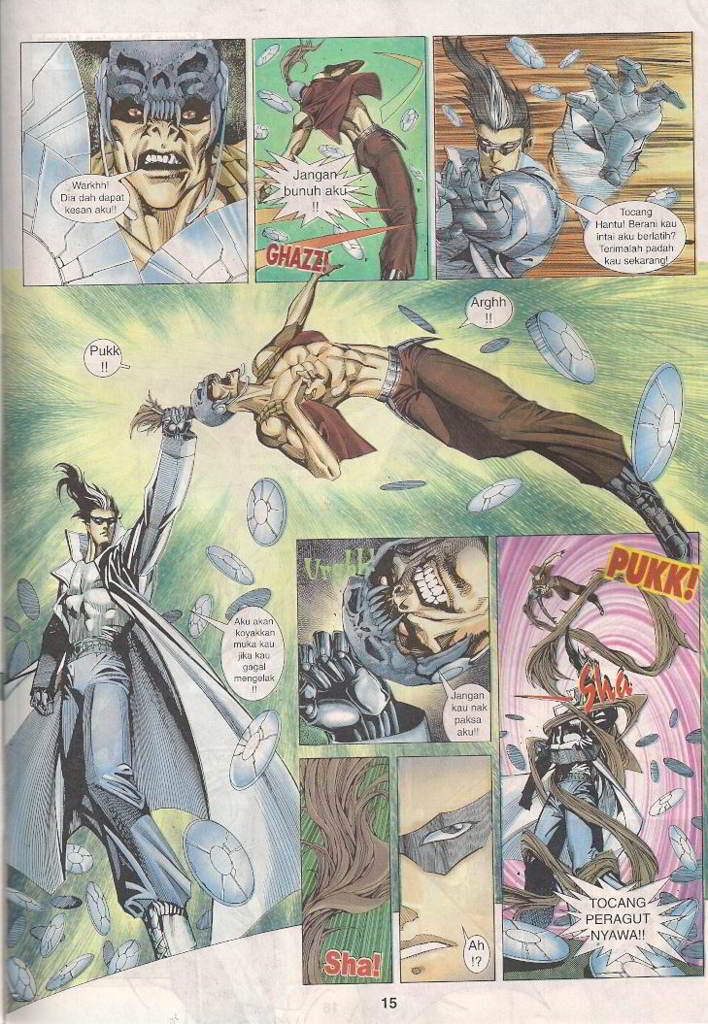 Warkhh!
Dia dah dapat
kesan aku!!
Jangan
bunuh aku
!!
GHAZZ!
Tocang
Hantu! Berani kau
intai aku berlatih?
Terimalah padah
kau sekarang!
Pukk
!!
Arghh
!!
Aku akan
koyakkan
muka kau
jika kau
gagal
mengelak
!!
Urrkhh
Jangan
kau nak
paksa
aku!!
PUKK!
Sha
TOCANG
PERAGUT
NYAWA!!
Sha!
Ah
!?
15